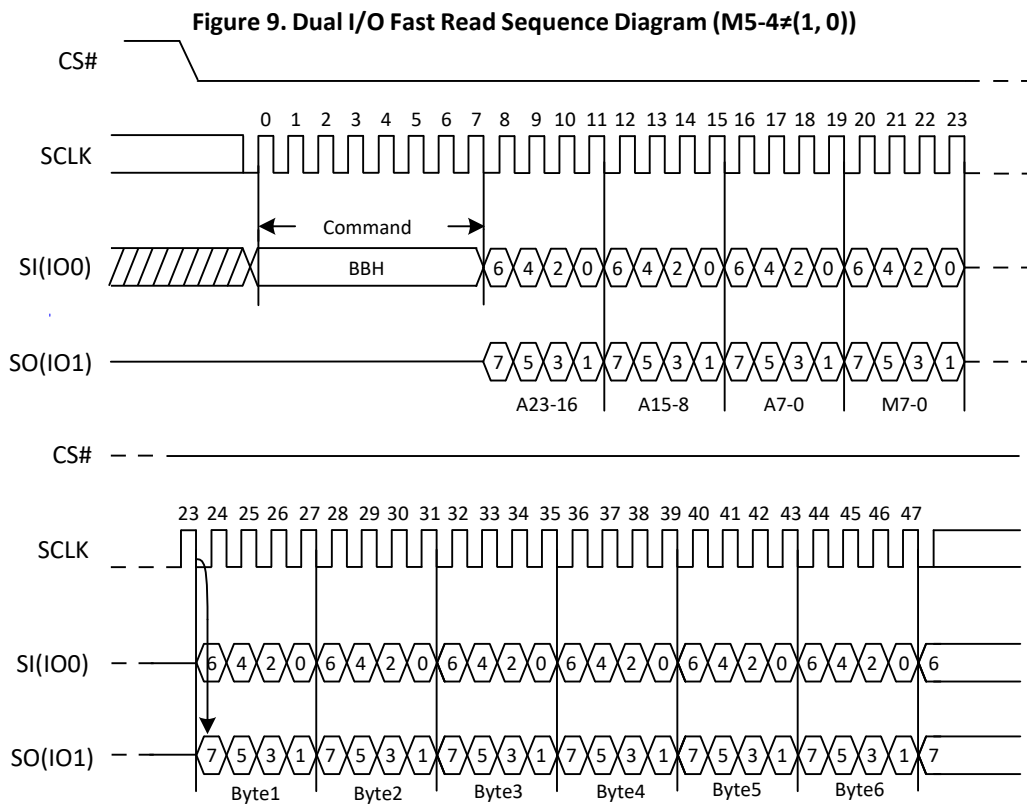 Figure 9. Dual I/O Fast Read Sequence Diagram (M5-4≠(1, 0))
CS#
0 1 2 3 4 5 6 7 8 9 10 11 12 13 14 15 16 17 18 19 20 21 22 23
SCLK
Command
SI(IO0) BBH 6 4 2 0 6 4 2 0 6 4 2 0 6 4 2 0
SO(IO1) 7 5 3 1 7 5 3 1 7 5 3 1 7 5 3 1
A23-16 A15-8 A7-0 M7-0
CS#
23 24 25 26 27 28 29 30 31 32 33 34 35 36 37 38 39 40 41 42 43 44 45 46 47
SCLK
SI(IO0) 6 4 2 0 6 4 2 0 6 4 2 0 6 4 2 0 6 4 2 0 6 4 2 0 6
SO(IO1) 7 5 3 1 7 5 3 1 7 5 3 1 7 5 3 1 7 5 3 1 7 5 3 1 7
Byte1 Byte2 Byte3 Byte4 Byte5 Byte6